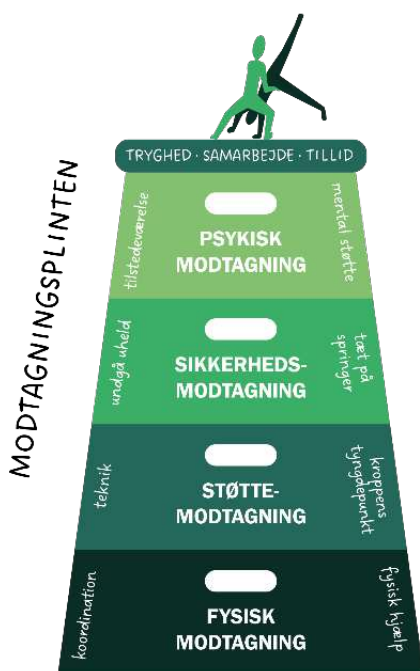 MODTAGNINGSPLINTEN
TRYGHED · SAMARBEJDE · TILLID
tilstedeværelse
PSYKISK
MODTAGNING
mental støtte
undgå uheld
SIKKERHEDS-
MODTAGNING
tæt på
springer
teknik
STØTTE-
MODTAGNING
kroppens
tyngdepunkt
koordination
FYSISK
MODTAGNING
fysisk hjælp